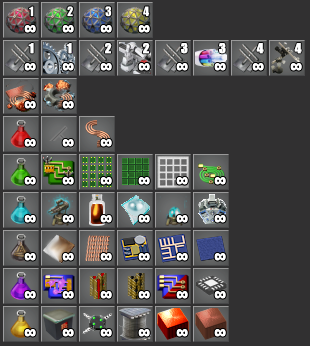 1 2 3 4
∞ ∞ ∞ ∞
1 1 2 2 3 3 4 4
∞ ∞ ∞ ∞ ∞ ∞ ∞ ∞
∞ ∞
∞ ∞ ∞
∞ ∞ ∞ ∞ ∞ ∞
∞ ∞ ∞ ∞ ∞ ∞
∞ ∞ ∞ ∞ ∞ ∞
∞ ∞ ∞ ∞ ∞ ∞
∞ ∞ ∞ ∞ ∞ ∞